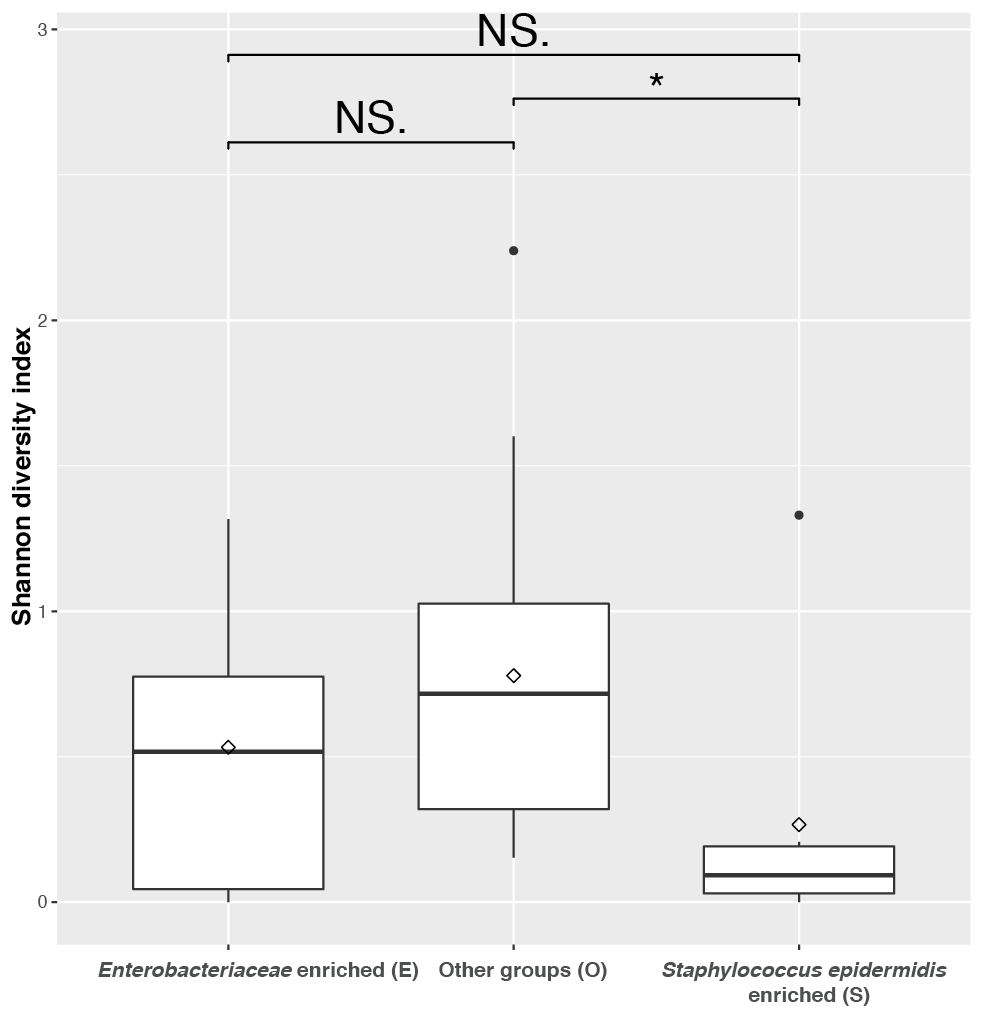 3
NS.
*
NS.
2
Shannon diversity index
1
0
Enterobacteriaceae enriched (E)
Other groups (O)
Staphylococcus epidermidis
enriched (S)